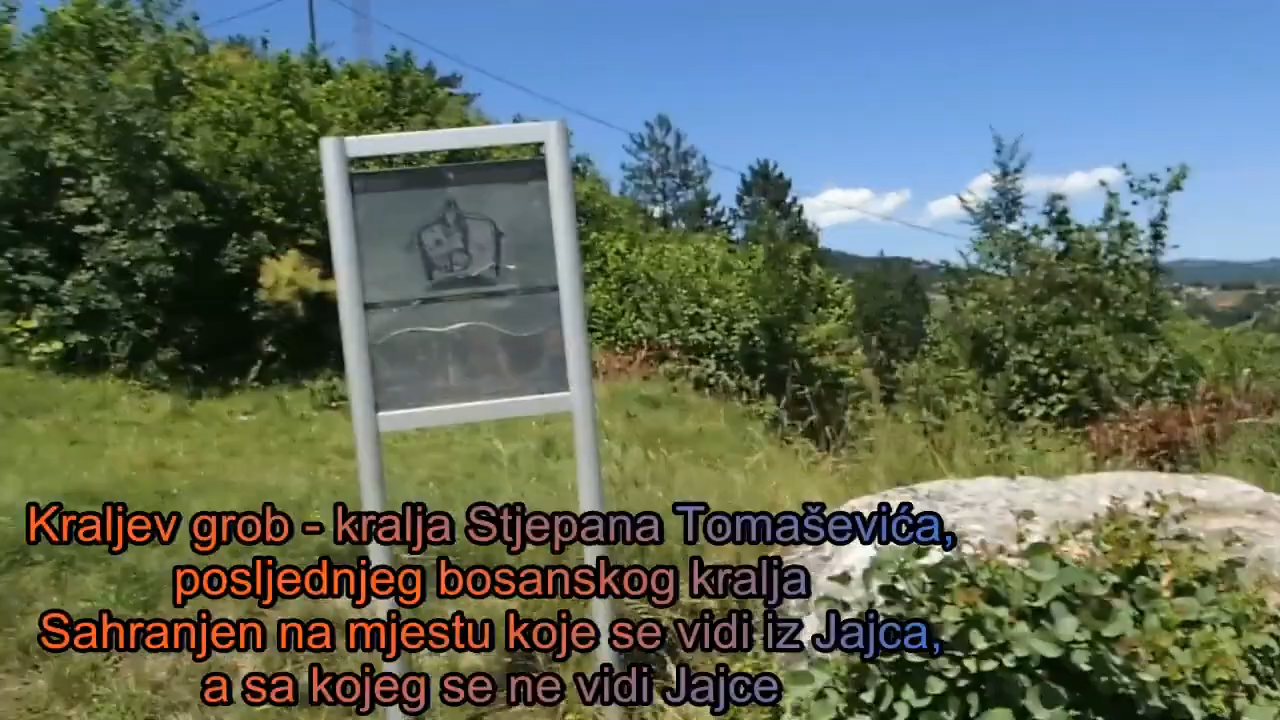 Kraljev grob - kralja Stjepana Tomaševića,
posljednjeg bosanskog kralja
Sahranjen na mjestu koje se vidi iz Jajca,
a sa kojeg se ne vidi Jajce